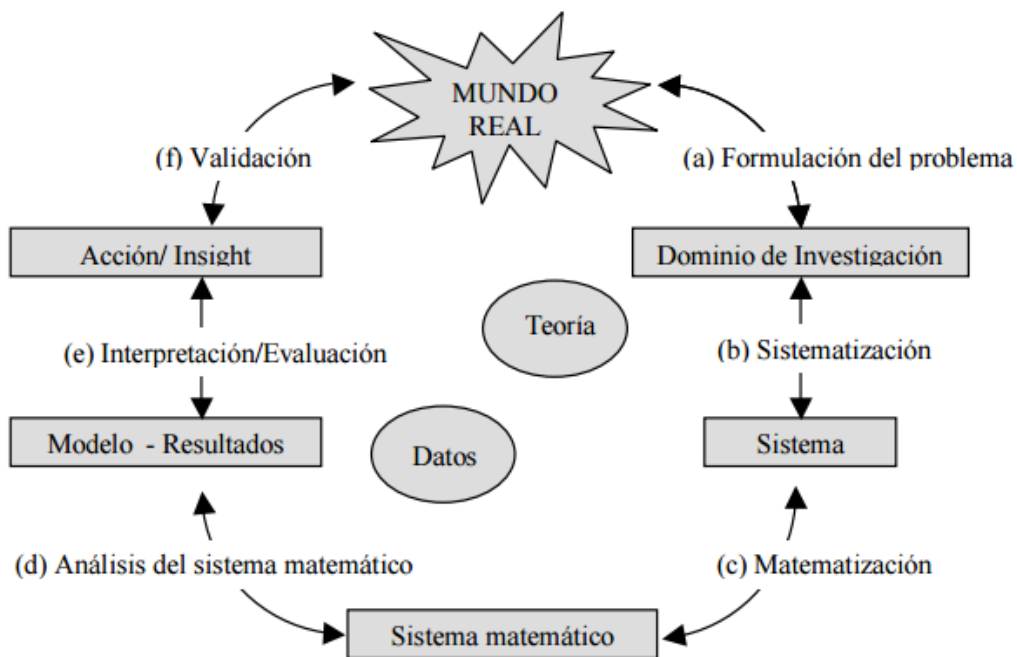 MUNDO
REAL
(f) Validación
(a) Formulación del problema
Acción/ Insight
Dominio de Investigación
Teoría
(e) Interpretación/Evaluación
(b) Sistematización
Modelo - Resultados
Datos
Sistema
(d) Análisis del sistema matemático
(c) Matematización
Sistema matemático